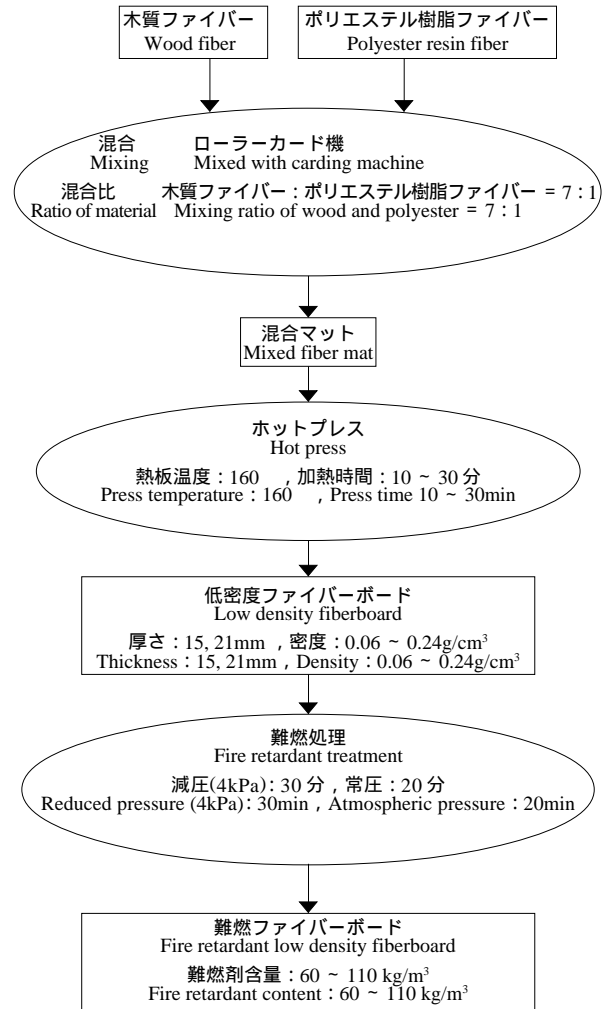 木質ファイバー
Wood fiber
ポリエステル樹脂ファイバー
Polyester resin fiber
混合 ローラーカード機
Mixing Mixed with carding machine
混合比 木質ファイバー：ポリエステル樹脂ファイバー = 7：1
Ratio of material Mixing ratio of wood and polyester = 7：1
混合マット
Mixed fiber mat
ホットプレス
Hot press
熱板温度：160 , 加熱時間：10 ~ 30 分
Press temperature：160 , Press time 10 ~ 30min
低密度ファイバーボード
Low density fiberboard
厚さ：15, 21mm , 密度：0.06 ~ 0.24g/cm³
Thickness：15, 21mm , Density：0.06 ~ 0.24g/cm³
難燃処理
Fire retardant treatment
減圧(4kPa)：30 分 , 常圧：20 分
Reduced pressure (4kPa)：30min , Atmospheric pressure：20min
難燃ファイバーボード
Fire retardant low density fiberboard
難燃剤含量：60 ~ 110 kg/m³
Fire retardant content：60 ~ 110 kg/m³